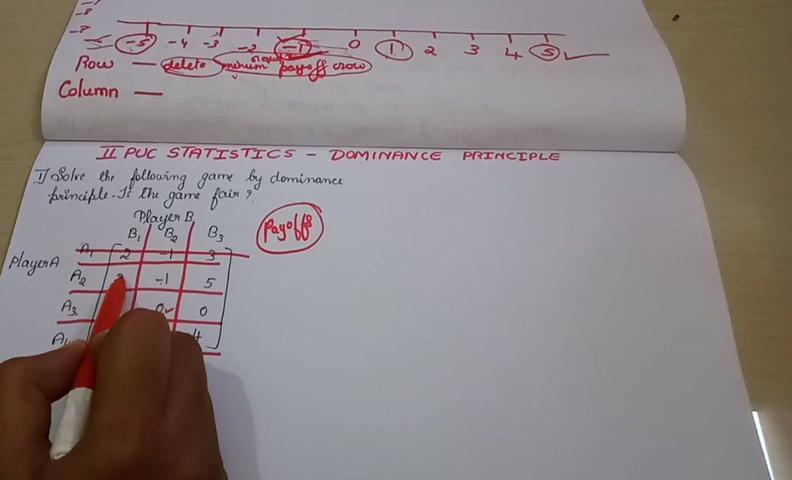 -5 -4 -3 -2 -1 0 1 2 3 4 5
Row — delete minimum payoff row
Column —
II PUC STATISTICS - DOMINANCE PRINCIPLE
1) Solve the following game by dominance
principle. Is the game fair?
Player B
B1 B2 B3
payoffs
Player A
A1 2 -1 3
A2 -1 5
A3 0 0
4